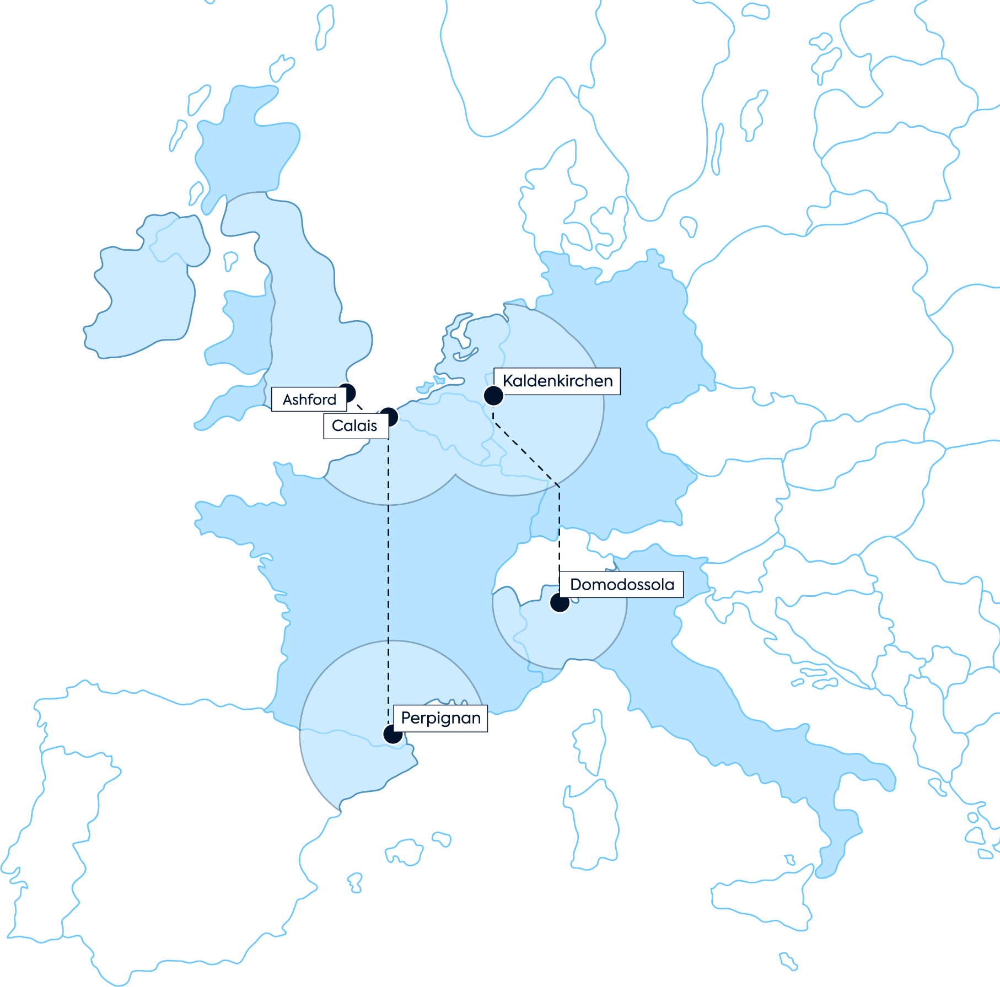 Kaldenkirchen
Ashford
Calais
Domodossola
Perpignan